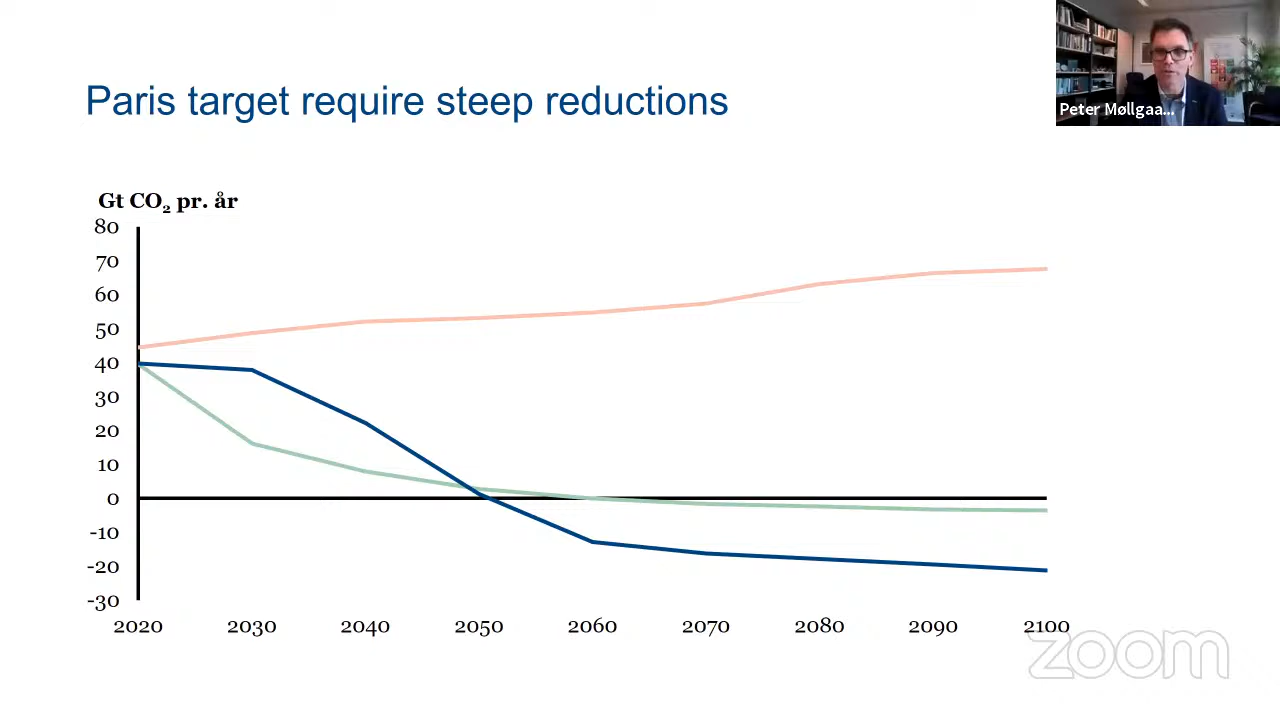 Paris target require steep reductions
Peter Møllgaa...
Gt CO₂ pr. år
80
70
60
50
40
30
20
10
0
-10
-20
-30
2020 2030 2040 2050 2060 2070 2080 2090 2100
zoom